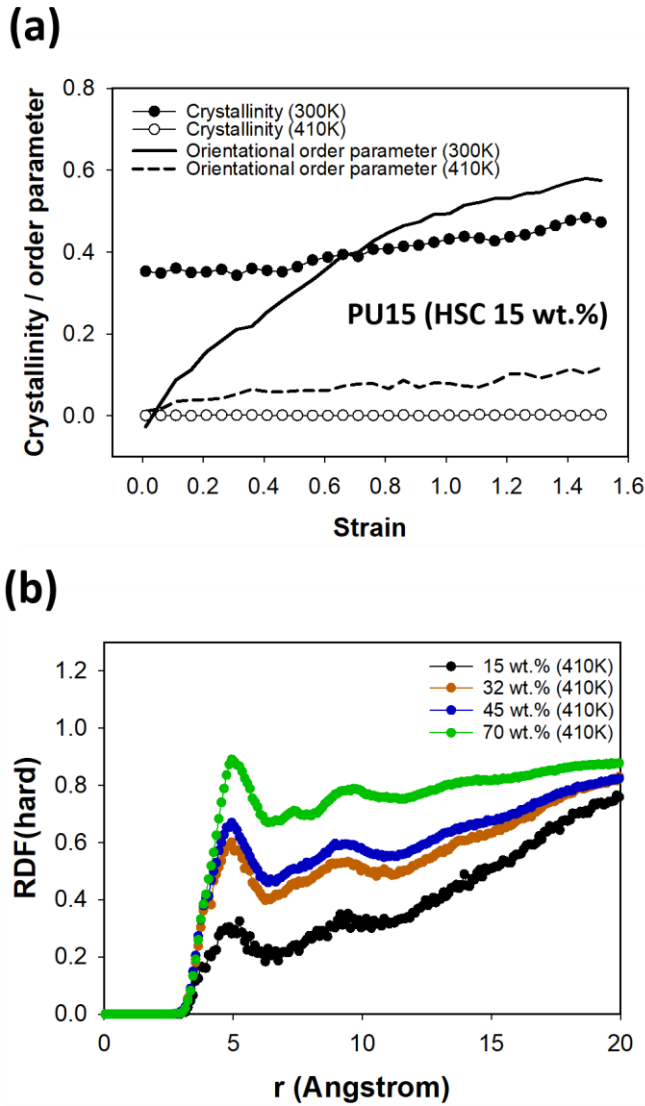 (a)
Crystallinity / order parameter
0.8
0.6
0.4
0.2
0.0
Crystallinity (300K)
Crystallinity (410K)
Orientational order parameter (300K)
Orientational order parameter (410K)
PU15 (HSC 15 wt.%)
0.0 0.2 0.4 0.6 0.8 1.0 1.2 1.4 1.6
Strain
(b)
RDF(hard)
1.2
1.0
0.8
0.6
0.4
0.2
0.0
15 wt.% (410K)
32 wt.% (410K)
45 wt.% (410K)
70 wt.% (410K)
0 5 10 15 20
r (Angstrom)